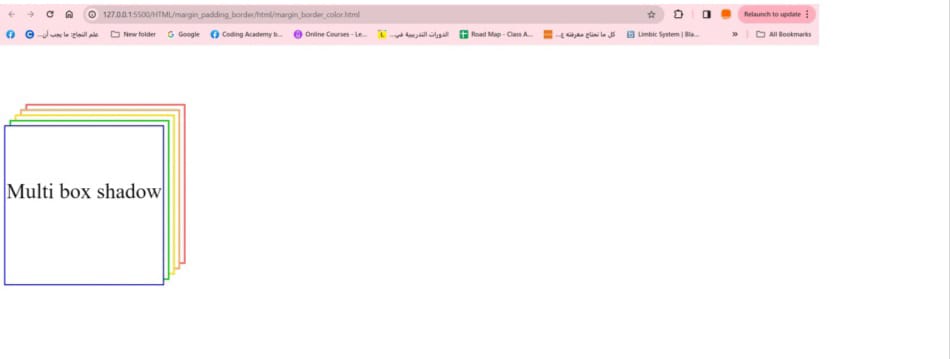 127.0.0.1:5500/HTML/margin_padding_border/html/margin_border_color.html
Relaunch to update
علم النجاح: ما يجب أن...
New folder
Google
Coding Academy b...
Online Courses - Le...
الدورات التدريبية في...
Road Map - Class A...
كل ما تحتاج معرفته ع...
Limbic System | Bla...
»
All Bookmarks
Multi box shadow